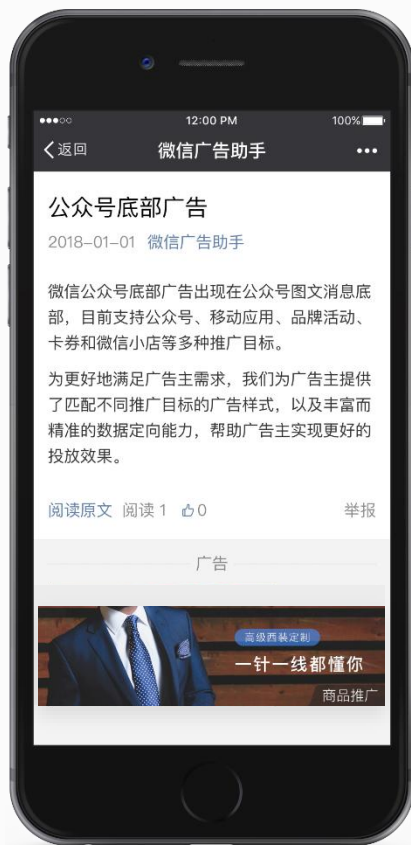 12:00 PM
100%
返回
微信广告助手
公众号底部广告
2018-01-01 微信广告助手
微信公众号底部广告出现在公众号图文消息底
部，目前支持公众号、移动应用、品牌活动、
卡券和微信小店等多种推广目标。
为更好地满足广告主需求，我们为广告主提供
了匹配不同推广目标的广告样式，以及丰富而
精准的数据定向能力，帮助广告主实现更好的
投放效果。
阅读原文 阅读 1 0
举报
广告
高级西装定制
一针一线都懂你
商品推广